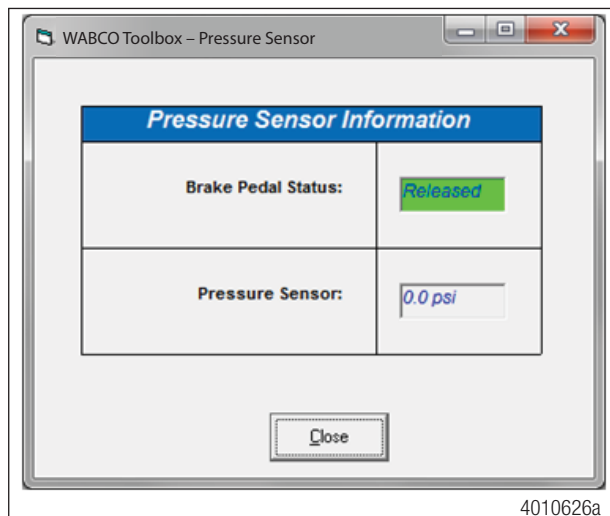 WABCO Toolbox – Pressure Sensor
Pressure Sensor Information
Brake Pedal Status: Released
Pressure Sensor: 0.0 psi
Close
4010626a